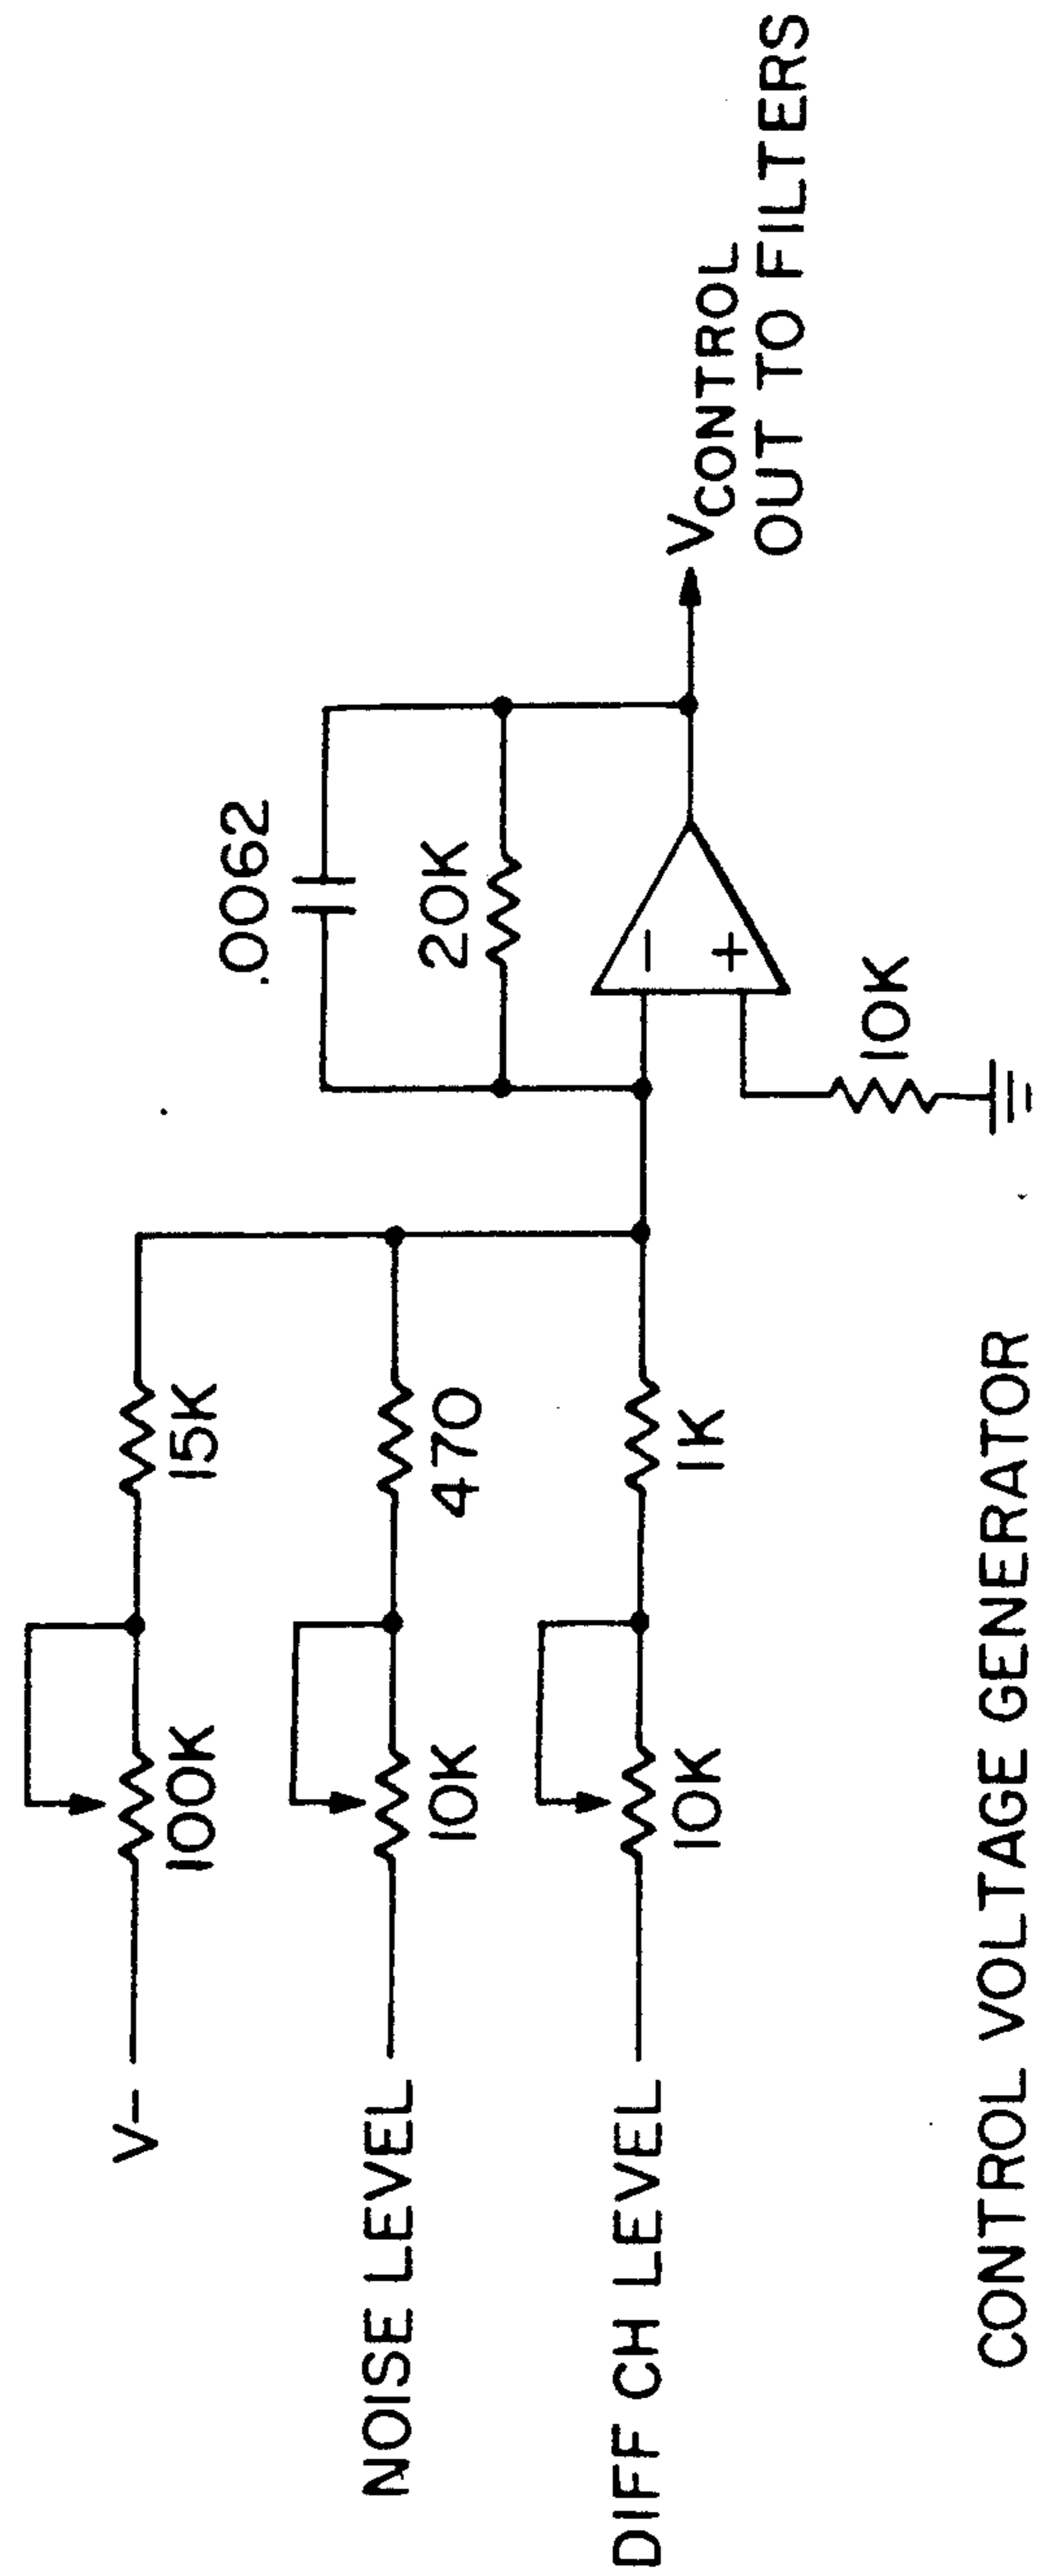 .0062
20K
V-
100K
15K
NOISE LEVEL
10K
470
DIFF CH LEVEL
10K
1K
−
+
10K
VCONTROL
OUT TO FILTERS
CONTROL VOLTAGE GENERATOR